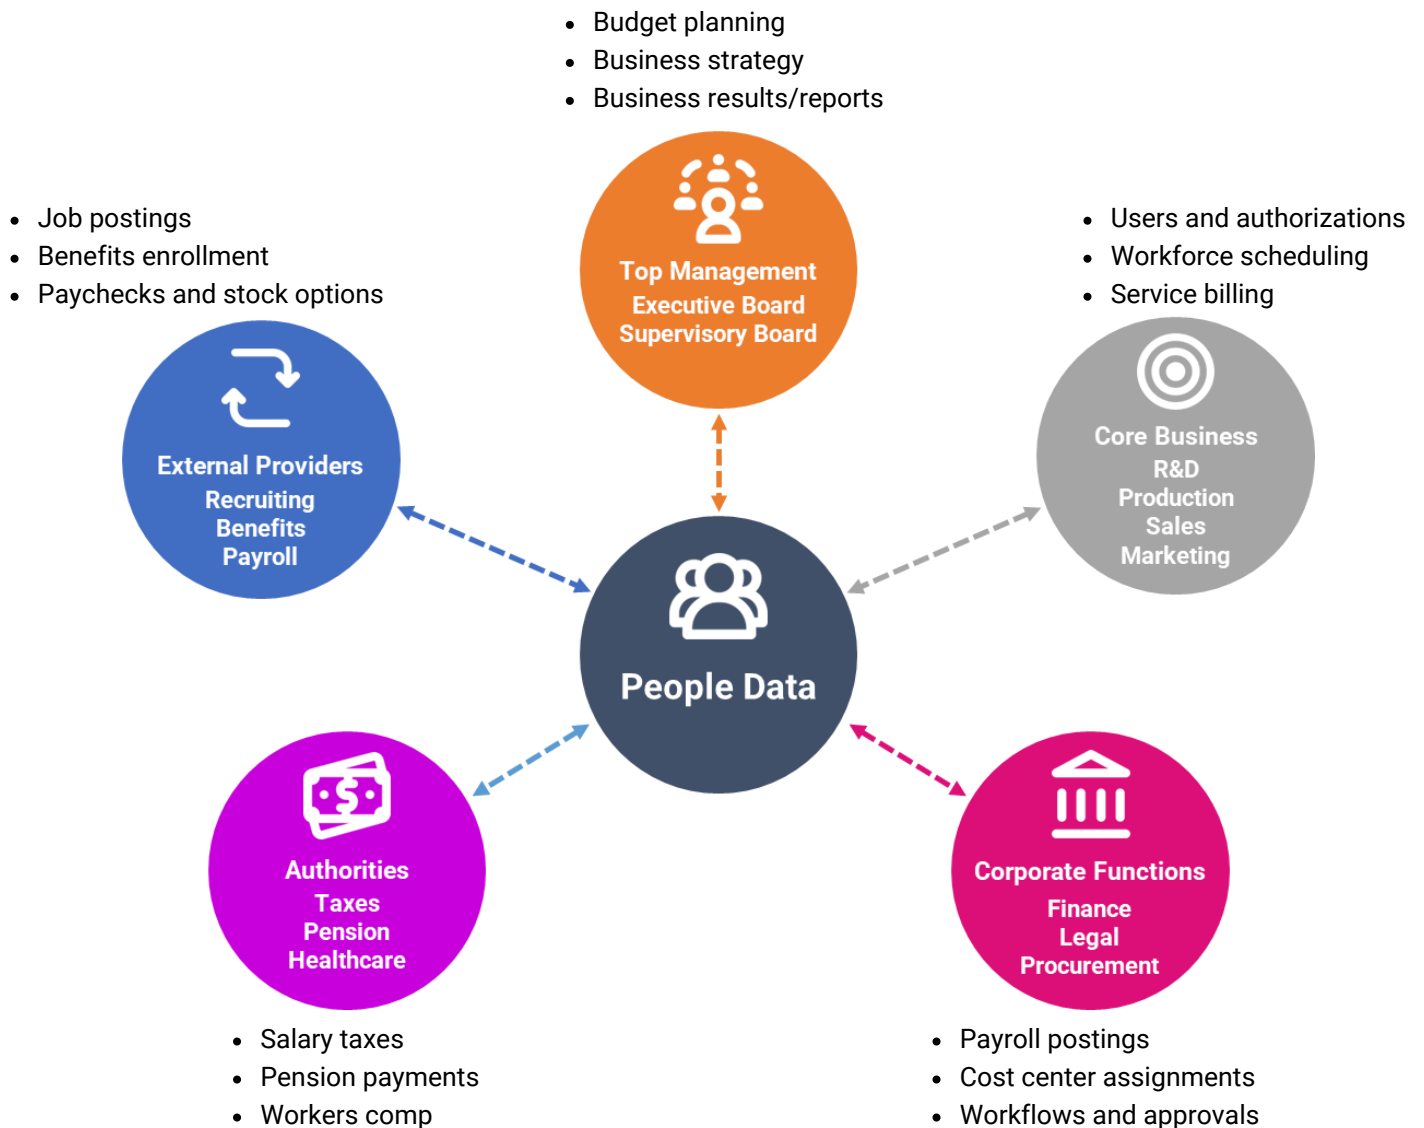 • Budget planning
• Business strategy
• Business results/reports
Top Management
Executive Board
Supervisory Board
• Job postings
• Benefits enrollment
• Paychecks and stock options
External Providers
Recruiting
Benefits
Payroll
• Users and authorizations
• Workforce scheduling
• Service billing
Core Business
R&D
Production
Sales
Marketing
People Data
Authorities
Taxes
Pension
Healthcare
• Salary taxes
• Pension payments
• Workers comp
Corporate Functions
Finance
Legal
Procurement
• Payroll postings
• Cost center assignments
• Workflows and approvals